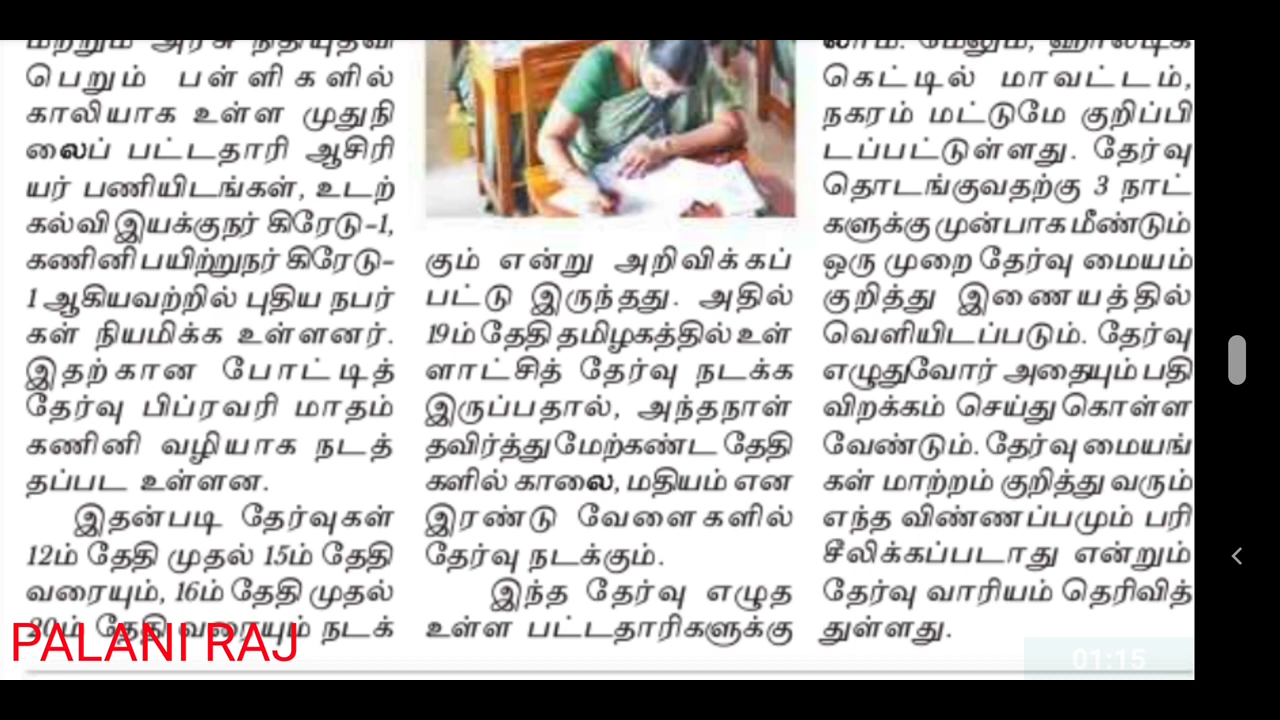 மற்றும் அரசு நிதியுதவி
பெறும் பள்ளிகளில்
காலியாக உள்ள முதுநி
லைப் பட்டதாரி ஆசிரி
யர் பணியிடங்கள், உடற்
கல்வி இயக்குநர் கிரேடு-1,
கணினி பயிற்றுநர் கிரேடு-
1 ஆகியவற்றில் புதிய நபர்
கள் நியமிக்க உள்ளனர்.
இதற்கான போட்டித்
தேர்வு பிப்ரவரி மாதம்
கணினி வழியாக நடத்
தப்பட உள்ளன.
இதன்படி தேர்வுகள்
12ம் தேதி முதல் 15ம் தேதி
வரையும், 16ம் தேதி முதல்
20ம் தேதி வரையும் நடக்
கும் என்று அறிவிக்கப்
பட்டு இருந்தது. அதில்
19ம் தேதி தமிழகத்தில் உள்
ளாட்சித் தேர்வு நடக்க
இருப்பதால், அந்தநாள்
தவிர்த்து மேற்கண்ட தேதி
களில் காலை, மதியம் என
இரண்டு வேளைகளில்
தேர்வு நடக்கும்.
இந்த தேர்வு எழுத
உள்ள பட்டதாரிகளுக்கு
லாம். மேலும், ஹால்டிக்
கெட்டில் மாவட்டம்,
நகரம் மட்டுமே குறிப்பி
டப்பட்டுள்ளது. தேர்வு
தொடங்குவதற்கு 3 நாட்
களுக்கு முன்பாக மீண்டும்
ஒரு முறை தேர்வு மையம்
குறித்து இணையத்தில்
வெளியிடப்படும். தேர்வு
எழுதுவோர் அதையும் பதி
விறக்கம் செய்து கொள்ள
வேண்டும். தேர்வு மையங்
கள் மாற்றம் குறித்து வரும்
எந்த விண்ணப்பமும் பரி
சீலிக்கப்படாது என்றும்
தேர்வு வாரியம் தெரிவித்
துள்ளது.
PALANI RAJ
01:15